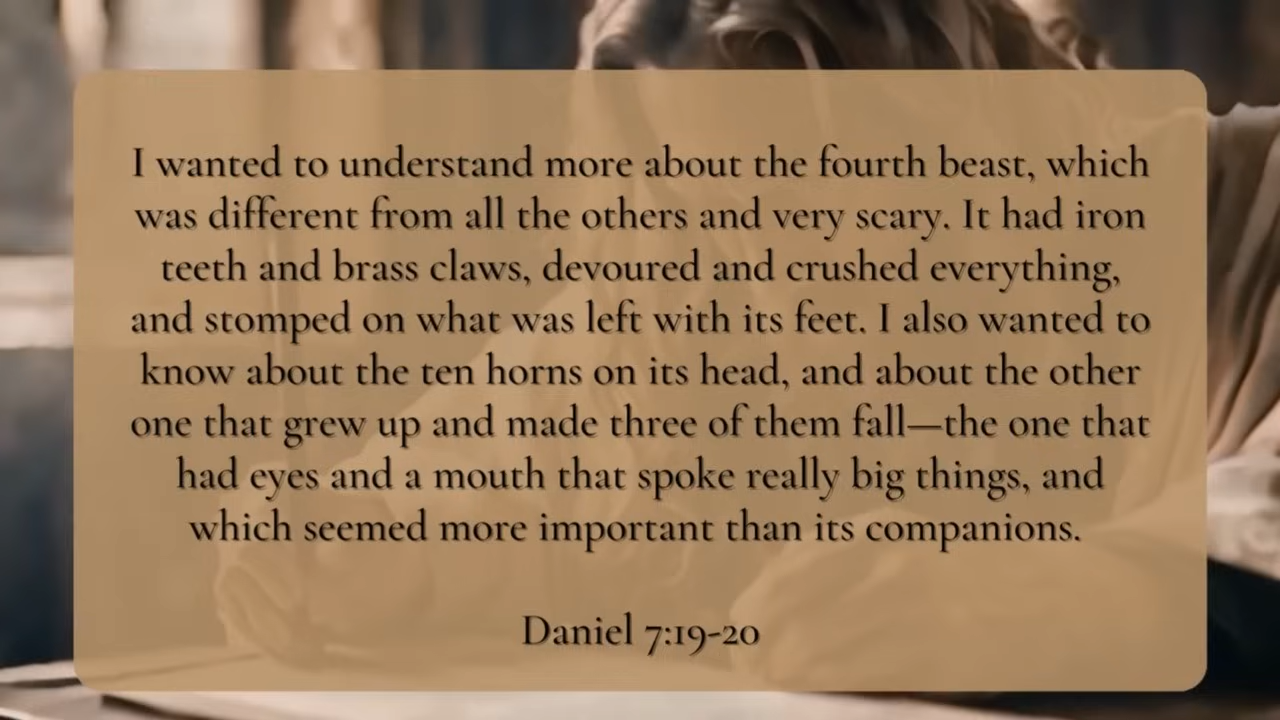 I wanted to understand more about the fourth beast, which
was different from all the others and very scary. It had iron
teeth and brass claws, devoured and crushed everything,
and stomped on what was left with its feet. I also wanted to
know about the ten horns on its head, and about the other
one that grew up and made three of them fall—the one that
had eyes and a mouth that spoke really big things, and
which seemed more important than its companions.
Daniel 7:19-20